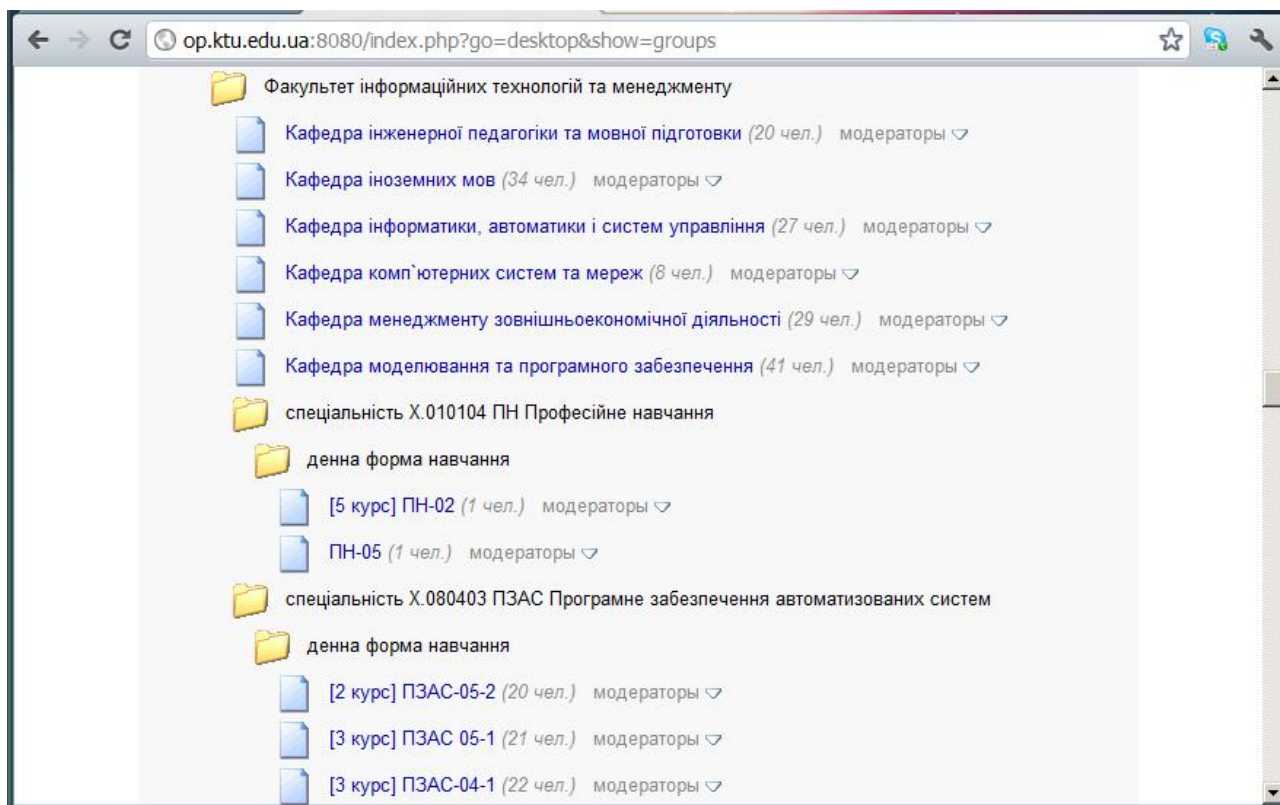 op.ktu.edu.ua:8080/index.php?go=desktop&show=groups
Факультет інформаційних технологій та менеджменту
Кафедра інженерної педагогіки та мовної підготовки (20 чел.) модераторы
Кафедра іноземних мов (34 чел.) модераторы
Кафедра інформатики, автоматики і систем управління (27 чел.) модераторы
Кафедра комп`ютерних систем та мереж (8 чел.) модераторы
Кафедра менеджменту зовнішньоекономічної діяльності (29 чел.) модераторы
Кафедра моделювання та програмного забезпечення (41 чел.) модераторы
спеціальність Х.010104 ПН Професійне навчання
денна форма навчання
[5 курс] ПН-02 (1 чел.) модераторы
ПН-05 (1 чел.) модераторы
спеціальність Х.080403 ПЗАС Програмне забезпечення автоматизованих систем
денна форма навчання
[2 курс] ПЗАС-05-2 (20 чел.) модераторы
[3 курс] ПЗАС 05-1 (21 чел.) модераторы
[3 курс] ПЗАС-04-1 (22 чел.) модераторы